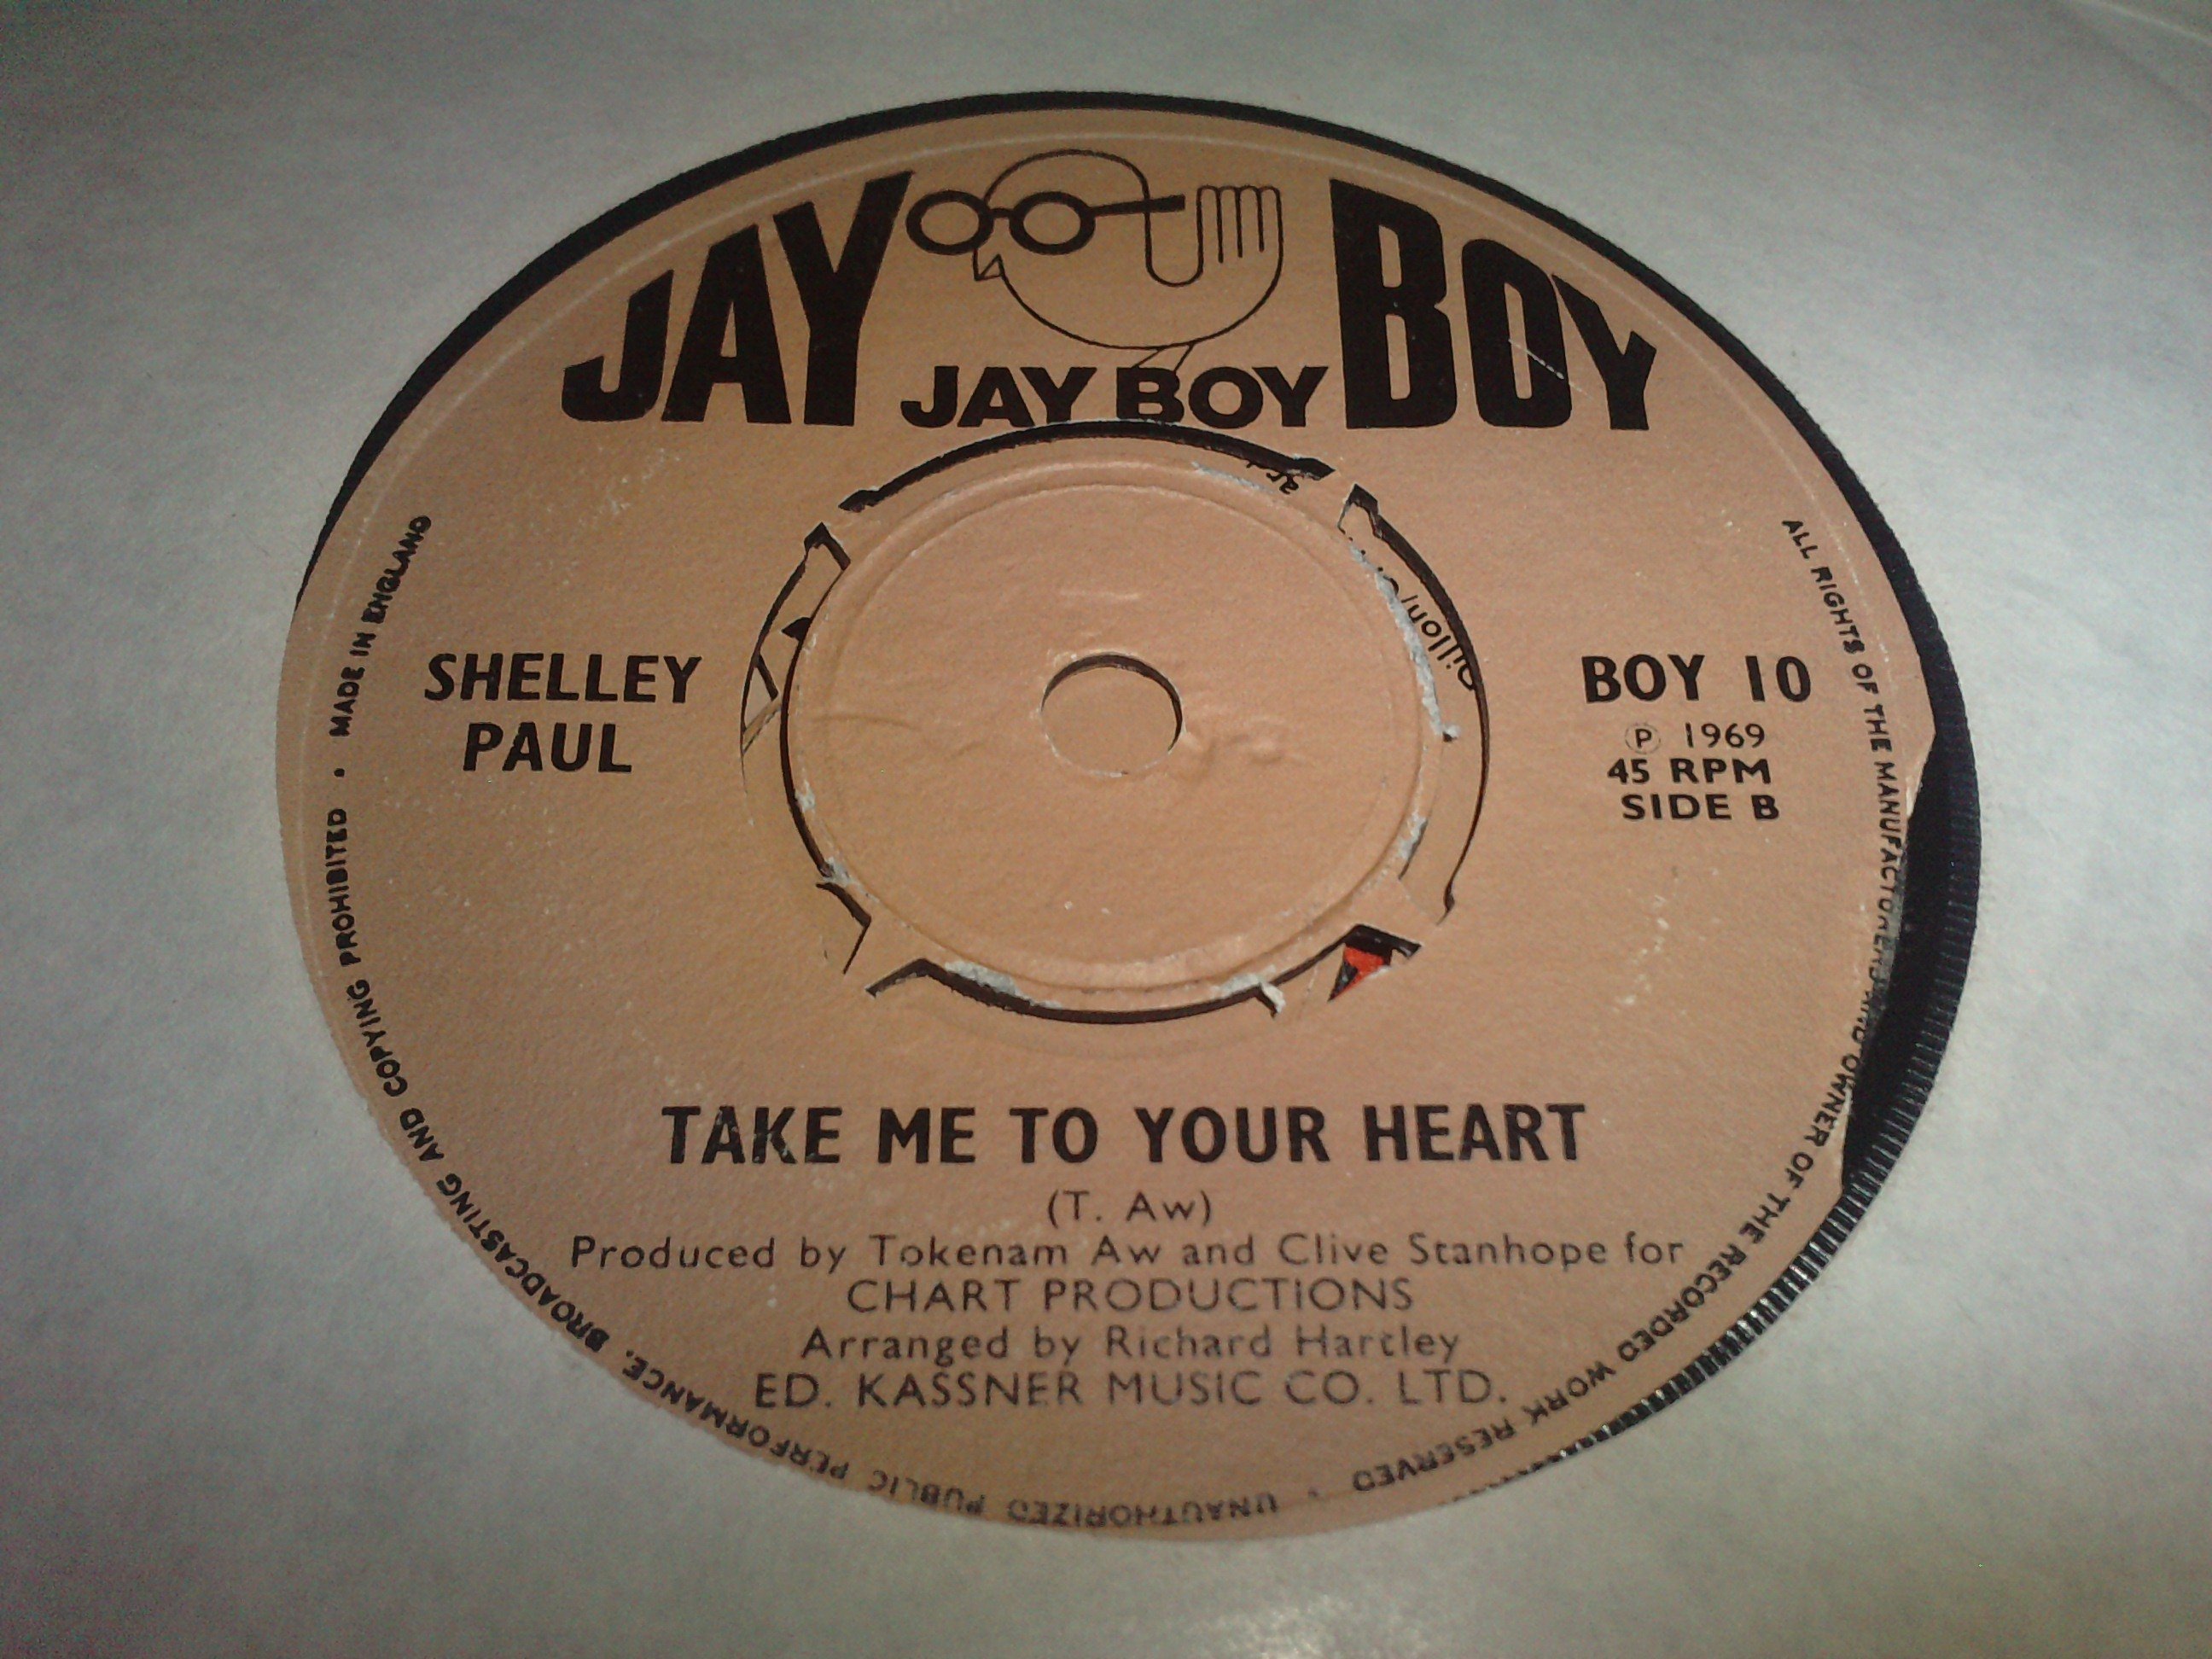 JAY BOY
JAY BOY
SHELLEY
PAUL
BOY 10
Ⓟ 1969
45 RPM
SIDE B
TAKE ME TO YOUR HEART
(T. Aw)
Produced by Tokenam Aw and Clive Stanhope for
CHART PRODUCTIONS
Arranged by Richard Hartley
ED. KASSNER MUSIC CO. LTD.
ALL RIGHTS OF THE MANUFACTURERS AND OWNER OF THE RECORDED WORK RESERVED · UNAUTHORIZED PUBLIC PERFORMANCE. BROADCASTING AND COPYING PROHIBITED · MADE IN ENGLAND
Gillon/